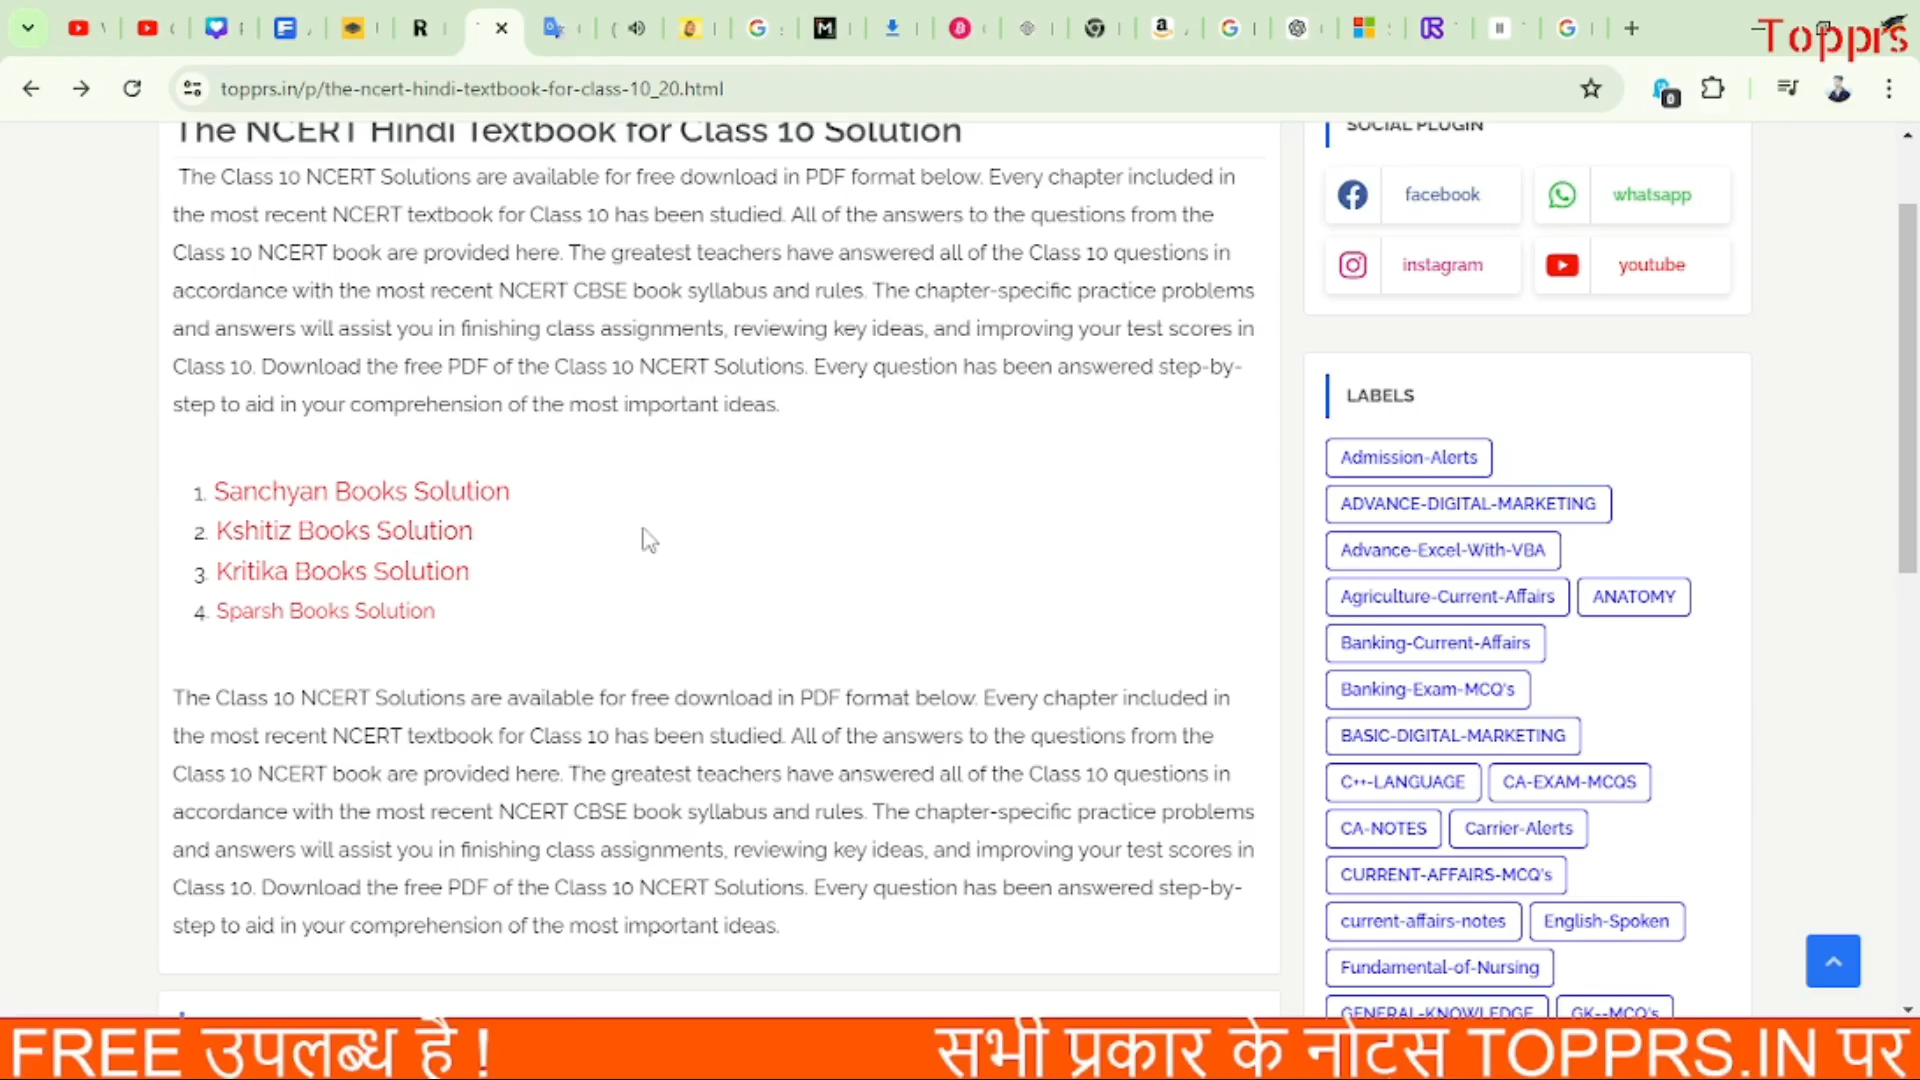 Topprs
topprs.in/p/the-ncert-hindi-textbook-for-class-10_20.html
0
The NCERT Hindi Textbook for Class 10 Solution
The Class 10 NCERT Solutions are available for free download in PDF format below. Every chapter included in
the most recent NCERT textbook for Class 10 has been studied. All of the answers to the questions from the
Class 10 NCERT book are provided here. The greatest teachers have answered all of the Class 10 questions in
accordance with the most recent NCERT CBSE book syllabus and rules. The chapter-specific practice problems
and answers will assist you in finishing class assignments, reviewing key ideas, and improving your test scores in
Class 10. Download the free PDF of the Class 10 NCERT Solutions. Every question has been answered step-by-
step to aid in your comprehension of the most important ideas.
1. Sanchyan Books Solution
2. Kshitiz Books Solution
3. Kritika Books Solution
4. Sparsh Books Solution
The Class 10 NCERT Solutions are available for free download in PDF format below. Every chapter included in
the most recent NCERT textbook for Class 10 has been studied. All of the answers to the questions from the
Class 10 NCERT book are provided here. The greatest teachers have answered all of the Class 10 questions in
accordance with the most recent NCERT CBSE book syllabus and rules. The chapter-specific practice problems
and answers will assist you in finishing class assignments, reviewing key ideas, and improving your test scores in
Class 10. Download the free PDF of the Class 10 NCERT Solutions. Every question has been answered step-by-
step to aid in your comprehension of the most important ideas.
SOCIAL PLUGIN
facebook
whatsapp
instagram
youtube
LABELS
Admission-Alerts
ADVANCE-DIGITAL-MARKETING
Advance-Excel-With-VBA
Agriculture-Current-Affairs ANATOMY
Banking-Current-Affairs
Banking-Exam-MCQ's
BASIC-DIGITAL-MARKETING
C++-LANGUAGE CA-EXAM-MCQS
CA-NOTES Carrier-Alerts
CURRENT-AFFAIRS-MCQ's
current-affairs-notes English-Spoken
Fundamental-of-Nursing
GENERAL-KNOWLEDGE GK--MCQ's
FREE उपलब्ध है ! सभी प्रकार के नोटस TOPPRS.IN पर